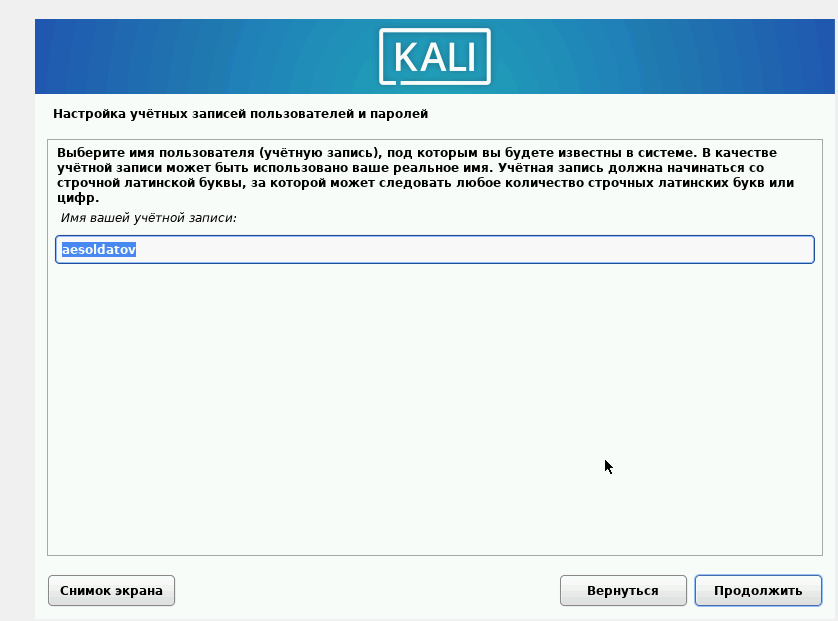 KALI
Настройка учётных записей пользователей и паролей
Выберите имя пользователя (учётную запись), под которым вы будете известны в системе. В качестве
учётной записи может быть использовано ваше реальное имя. Учётная запись должна начинаться со
строчной латинской буквы, за которой может следовать любое количество строчных латинских букв или
цифр.
Имя вашей учётной записи:
aesoldatov
Снимок экрана
Вернуться
Продолжить